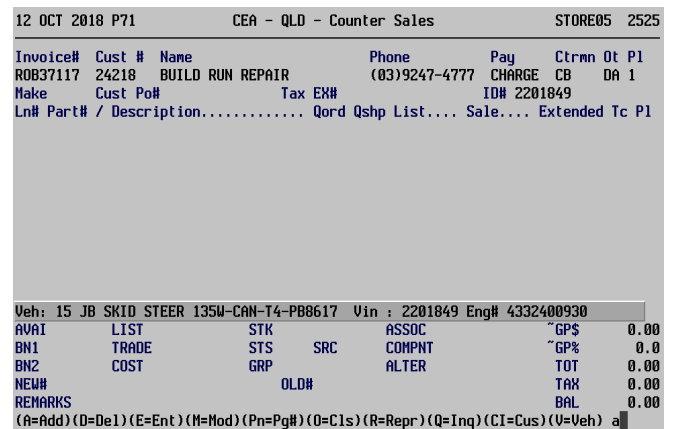 12 OCT 2018 P71 CEA - QLD - Counter Sales STORE05 2525
Invoice# Cust # Name Phone Pay Ctrmn Ot Pl
ROB37117 24218 BUILD RUN REPAIR (03)9247-4777 CHARGE CB DA 1
Make Cust Po# Tax EX# ID# 2201849
Ln# Part# / Description............. Qord Qshp List.... Sale.... Extended Tc Pl
Veh: 15 JB SKID STEER 135W-CAN-T4-PB8617 Vin : 2201849 Eng# 4332400930
AVAI LIST STK ASSOC ~GP$ 0.00
BN1 TRADE STS SRC COMPNT ~GP% 0.0
BN2 COST GRP ALTER TOT 0.00
NEW# OLD# TAX 0.00
REMARKS BAL 0.00
(A=Add)(D=Del)(E=Ent)(M=Mod)(Pn=Pg#)(O=Cls)(R=Repr)(Q=Inq)(CI=Cus)(V=Veh) a